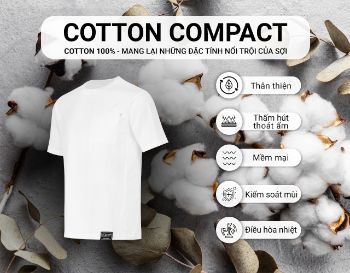 COTTON COMPACT
COTTON 100% - MANG LẠI NHỮNG ĐẶC TÍNH NỔI TRỘI CỦA SỢI
Thân thiện
Thấm hút
thoát ẩm
Mềm mại
Kiểm soát mùi
Điều hòa nhiệt